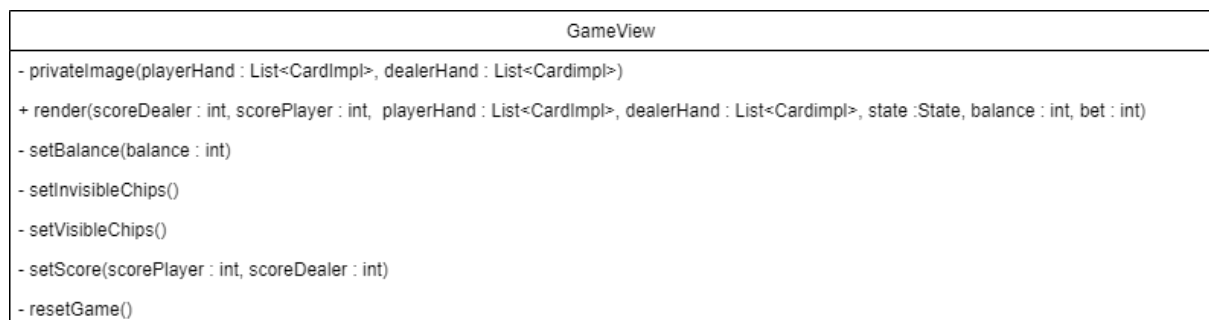 GameView
- privateImage(playerHand : List<CardImpl>, dealerHand : List<Cardimpl>)
+ render(scoreDealer : int, scorePlayer : int, playerHand : List<CardImpl>, dealerHand : List<Cardimpl>, state :State, balance : int, bet : int)
- setBalance(balance : int)
- setInvisibleChips()
- setVisibleChips()
- setScore(scorePlayer : int, scoreDealer : int)
- resetGame()